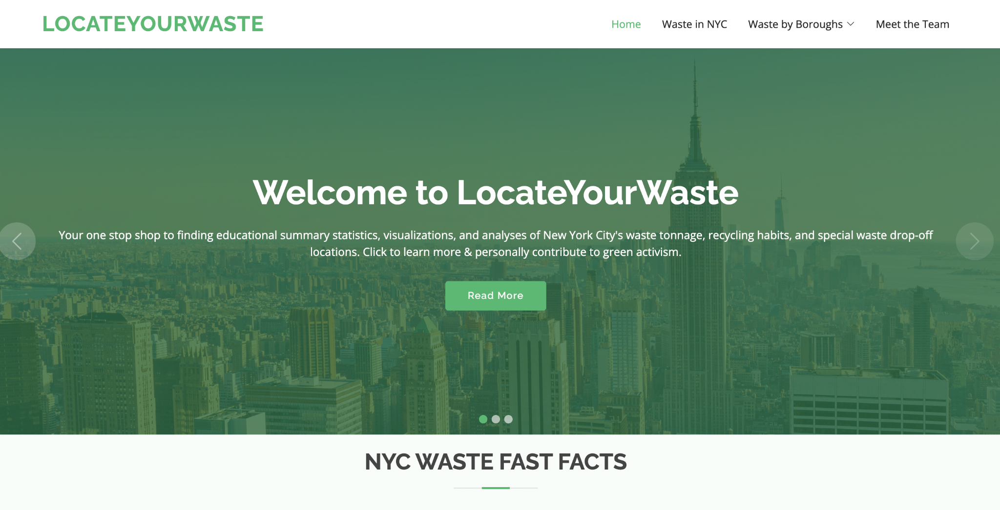 LOCATEYOURWASTE
Home Waste in NYC Waste by Boroughs Meet the Team
Welcome to LocateYourWaste
Your one stop shop to finding educational summary statistics, visualizations, and analyses of New York City's waste tonnage, recycling habits, and special waste drop-off
locations. Click to learn more & personally contribute to green activism.
Read More
NYC WASTE FAST FACTS